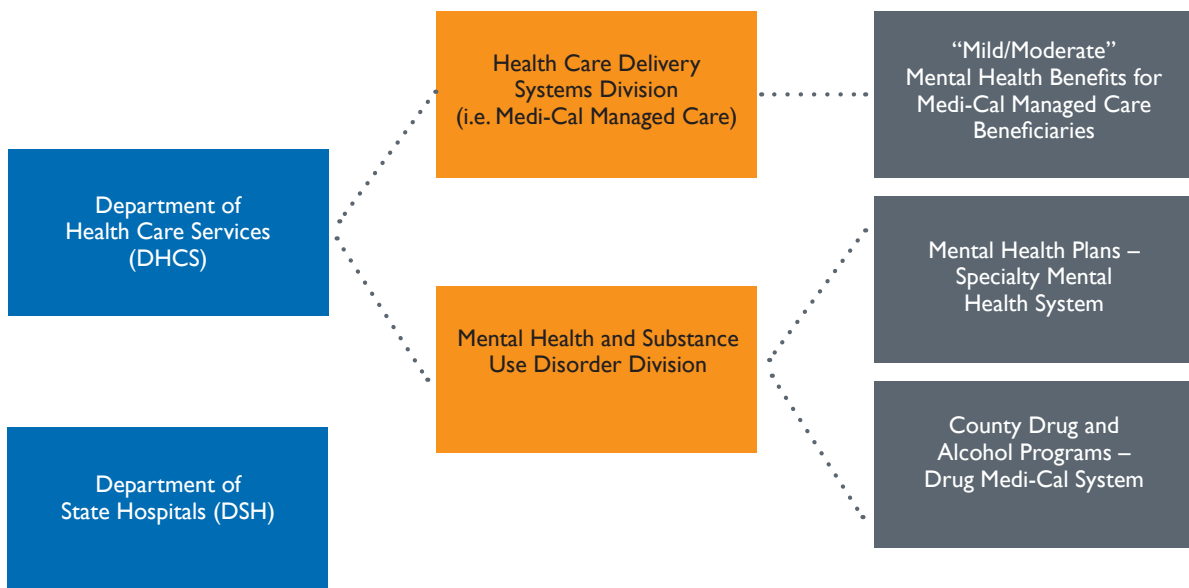 Department of
Health Care Services
(DHCS)
Department of
State Hospitals (DSH)
Health Care Delivery
Systems Division
(i.e. Medi-Cal Managed Care)
Mental Health and Substance
Use Disorder Division
“Mild/Moderate”
Mental Health Benefits for
Medi-Cal Managed Care
Beneficiaries
Mental Health Plans –
Specialty Mental
Health System
County Drug and
Alcohol Programs –
Drug Medi-Cal System